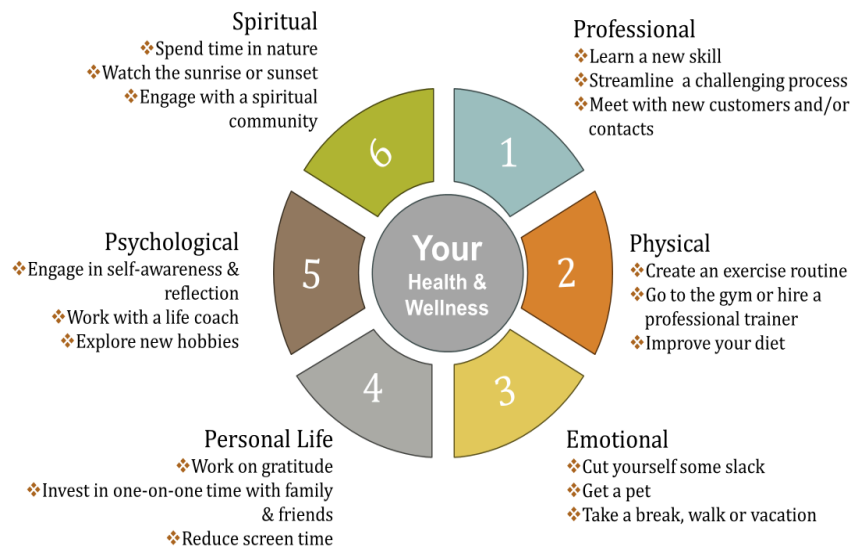 Spiritual
❖Spend time in nature
❖Watch the sunrise or sunset
❖Engage with a spiritual
community
Professional
❖Learn a new skill
❖Streamline a challenging process
❖Meet with new customers and/or
contacts
6
1
Psychological
❖Engage in self-awareness &
reflection
❖Work with a life coach
❖Explore new hobbies
5
Your
Health &
Wellness
2
Physical
❖Create an exercise routine
❖Go to the gym or hire a
professional trainer
❖Improve your diet
4
3
Personal Life
❖Work on gratitude
❖Invest in one-on-one time with family
& friends
❖Reduce screen time
Emotional
❖Cut yourself some slack
❖Get a pet
❖Take a break, walk or vacation